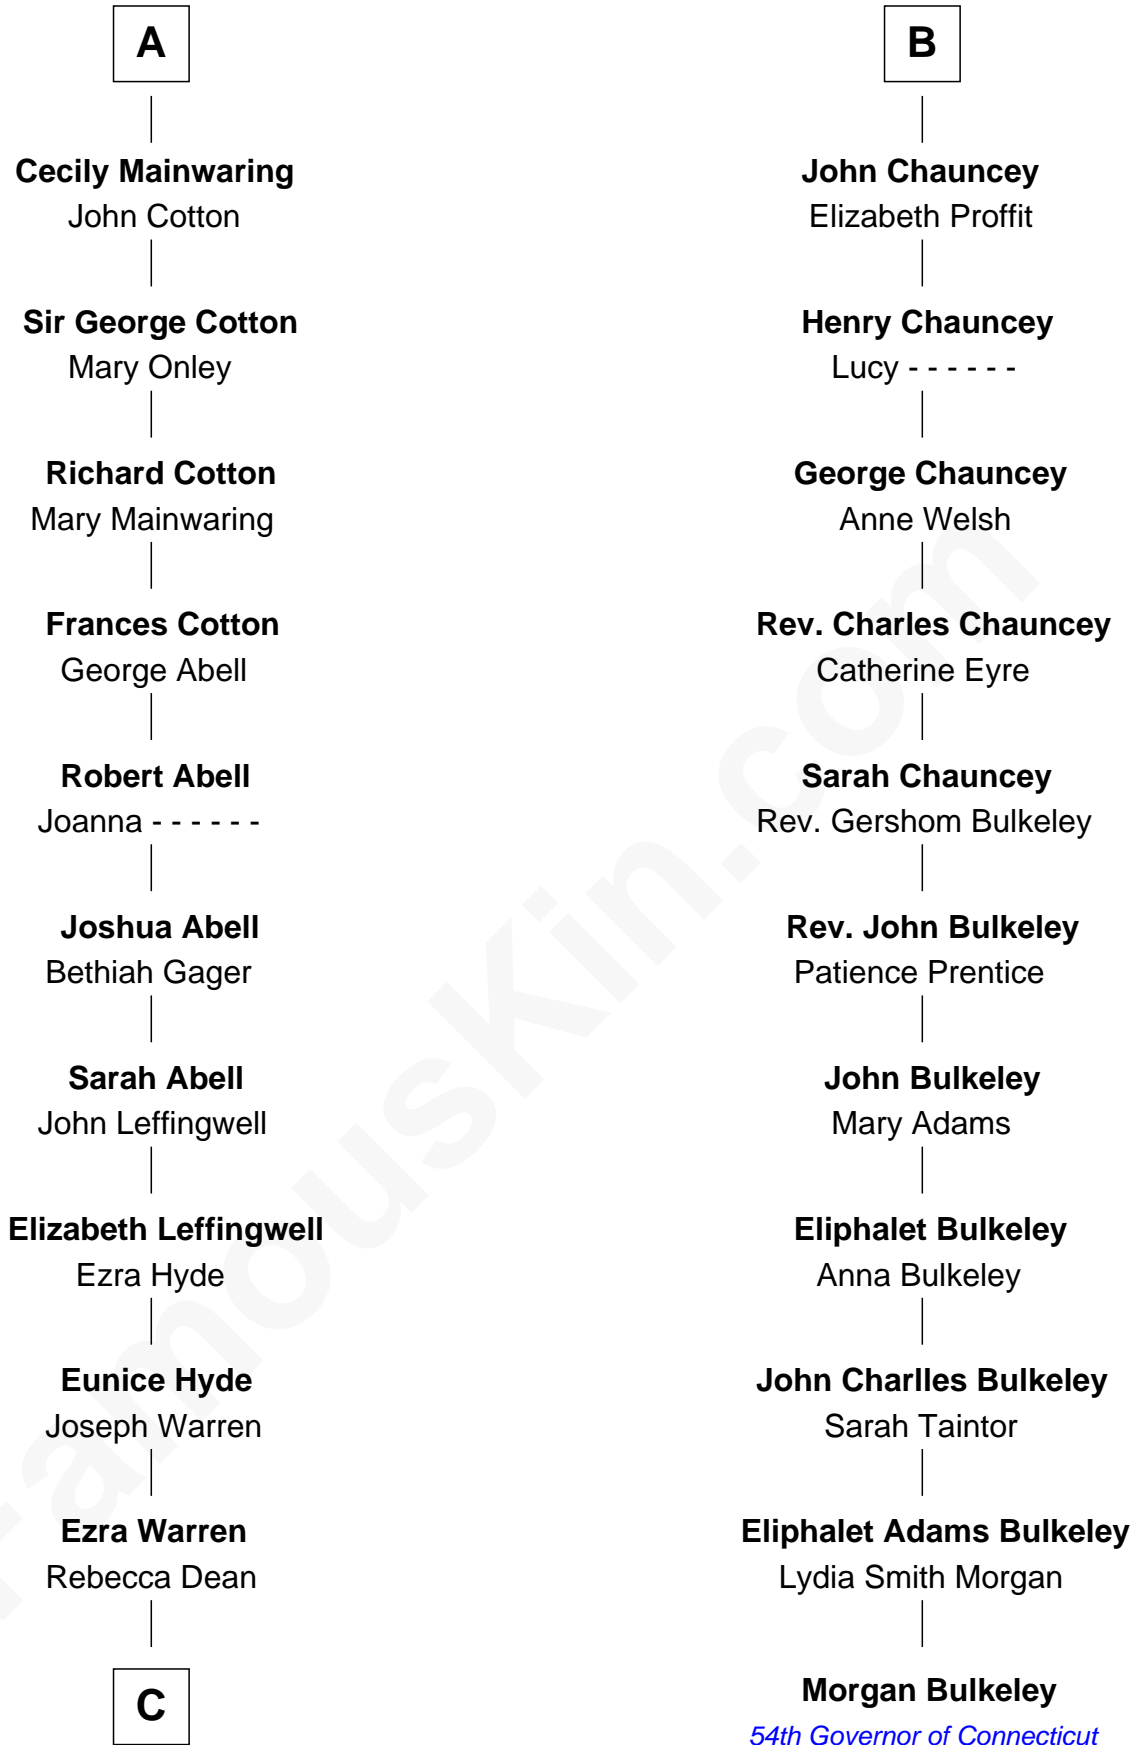 A
Cecily Mainwaring
John Cotton
Sir George Cotton
Mary Onley
Richard Cotton
Mary Mainwaring
Frances Cotton
George Abell
Robert Abell
Joanna - - - - - -
Joshua Abell
Bethiah Gager
Sarah Abell
John Leffingwell
Elizabeth Leffingwell
Ezra Hyde
Eunice Hyde
Joseph Warren
Ezra Warren
Rebecca Dean
C
B
John Chauncey
Elizabeth Proffit
Henry Chauncey
Lucy - - - - - -
George Chauncey
Anne Welsh
Rev. Charles Chauncey
Catherine Eyre
Sarah Chauncey
Rev. Gershom Bulkeley
Rev. John Bulkeley
Patience Prentice
John Bulkeley
Mary Adams
Eliphalet Bulkeley
Anna Bulkeley
John Charlles Bulkeley
Sarah Taintor
Eliphalet Adams Bulkeley
Lydia Smith Morgan
Morgan Bulkeley
54th Governor of Connecticut
FamousKin.com